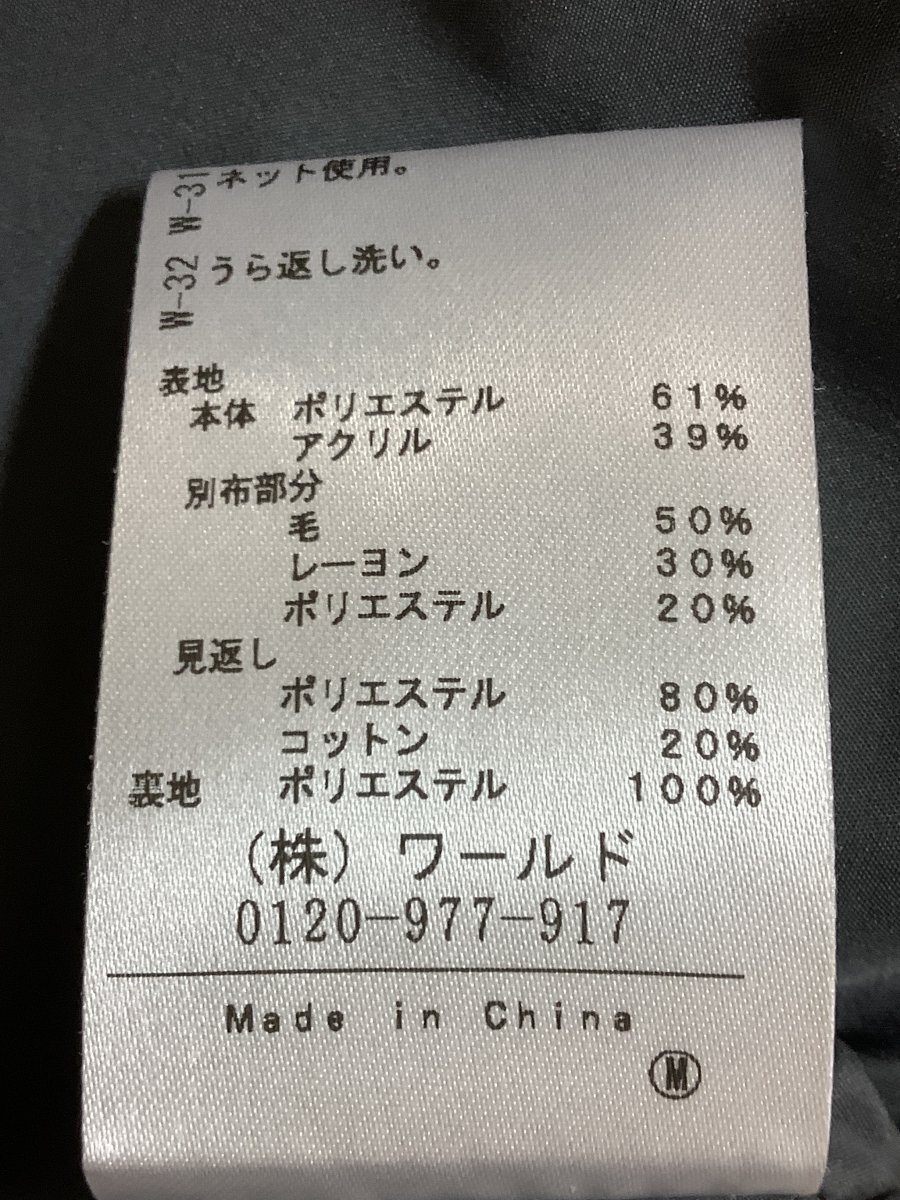 W-31 ネット使用。
W-32 うら返し洗い。
表地
本体 ポリエステル 61%
アクリル 39%
別布部分
毛 50%
レーヨン 30%
ポリエステル 20%
見返し
ポリエステル 80%
コットン 20%
裏地 ポリエステル 100%
(株) ワールド
0120-977-917
Made in China
Ⓜ